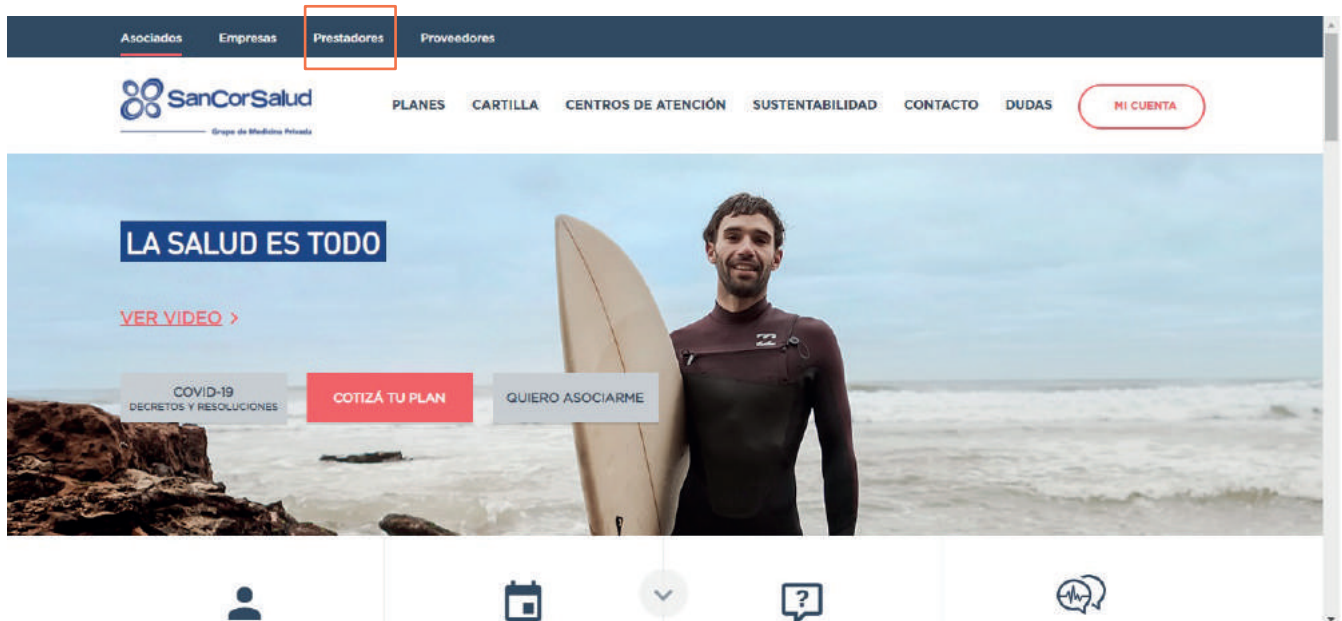 Asociados Empresas Prestadores Proveedores
SanCorSalud
Grupo de Medicina Privada
PLANES CARTILLA CENTROS DE ATENCIÓN SUSTENTABILIDAD CONTACTO DUDAS MI CUENTA
LA SALUD ES TODO
VER VIDEO >
COVID-19
DECRETOS Y RESOLUCIONES
COTIZÁ TU PLAN
QUIERO ASOCIARME
?